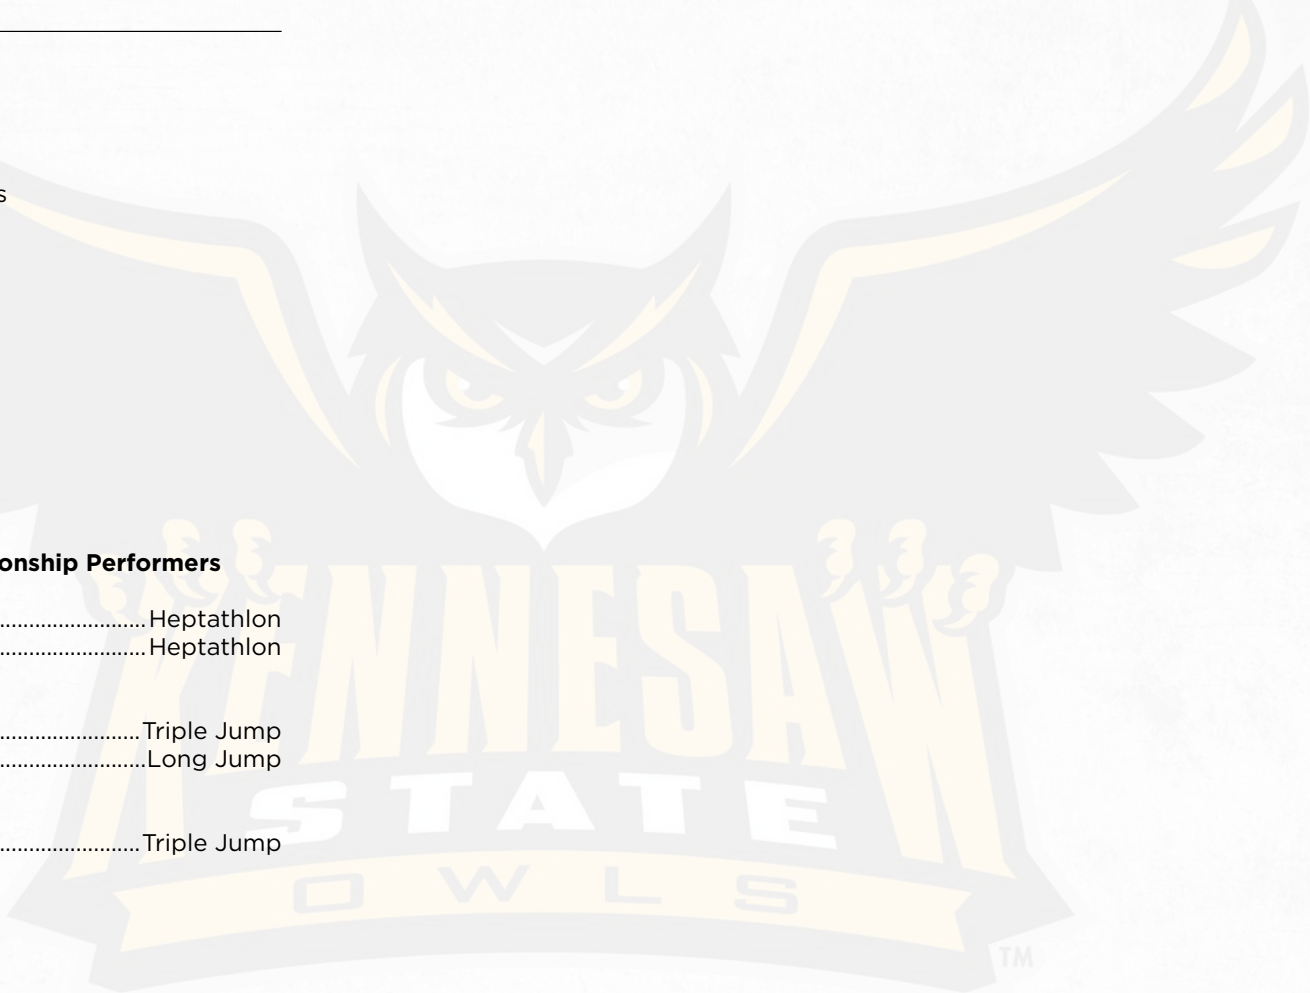 s
onship Performers
........................Heptathlon
........................Heptathlon
.......................Triple Jump
........................Long Jump
.......................Triple Jump
KENNESAW
STATE
OWLS
TM